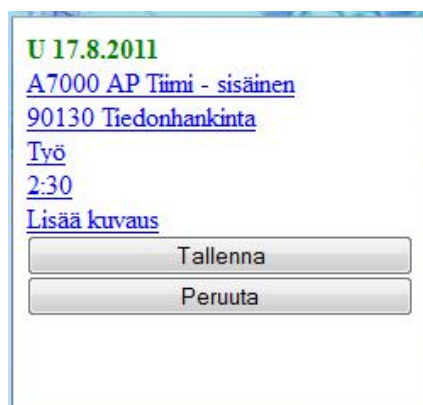 U 17.8.2011
A7000 AP Tiimi - sisäinen
90130 Tiedonhankinta
Työ
2:30
Lisää kuvaus
Tallenna
Peruuta